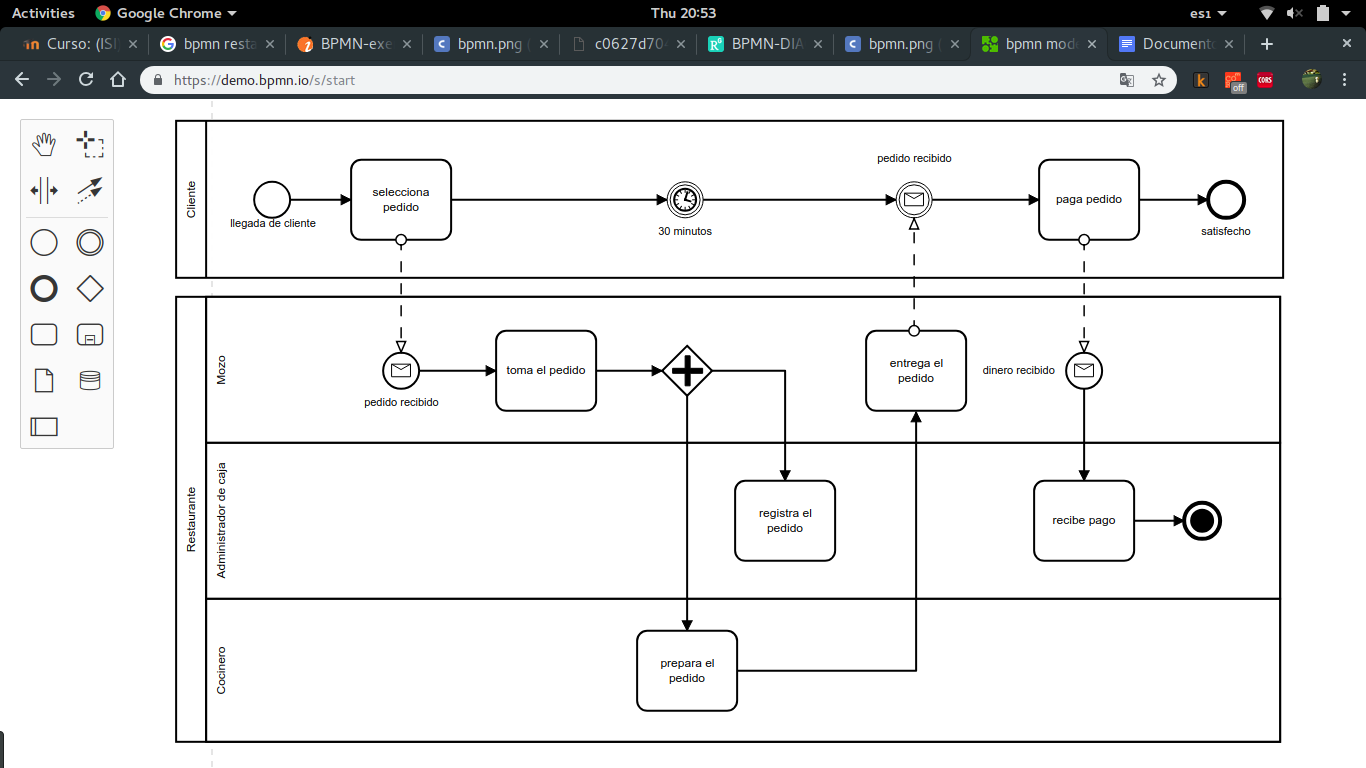 Activities Google Chrome Thu 20:53 es1
Curso: (ISI) bpmn resta BPMN-exe bpmn.png ( c0627d704 BPMN-DIA bpmn.png ( bpmn mod Document
https://demo.bpmn.io/s/start k off CORS
Cliente
llegada de cliente
selecciona
pedido
30 minutos
pedido recibido
paga pedido
satisfecho
Restaurante
Mozo
pedido recibido
toma el pedido
entrega el
pedido
dinero recibido
Administrador de caja
registra el
pedido
recibe pago
Cocinero
prepara el
pedido